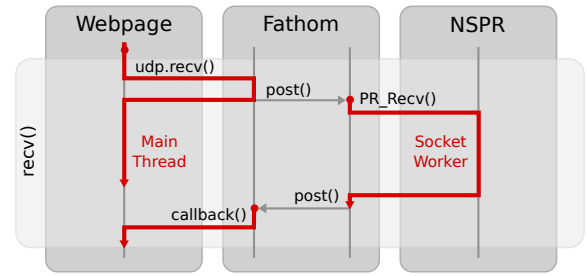 Webpage
Fathom
NSPR
udp.recv()
post()
PR_Recv()
recv()
Main
Thread
Socket
Worker
post()
callback()